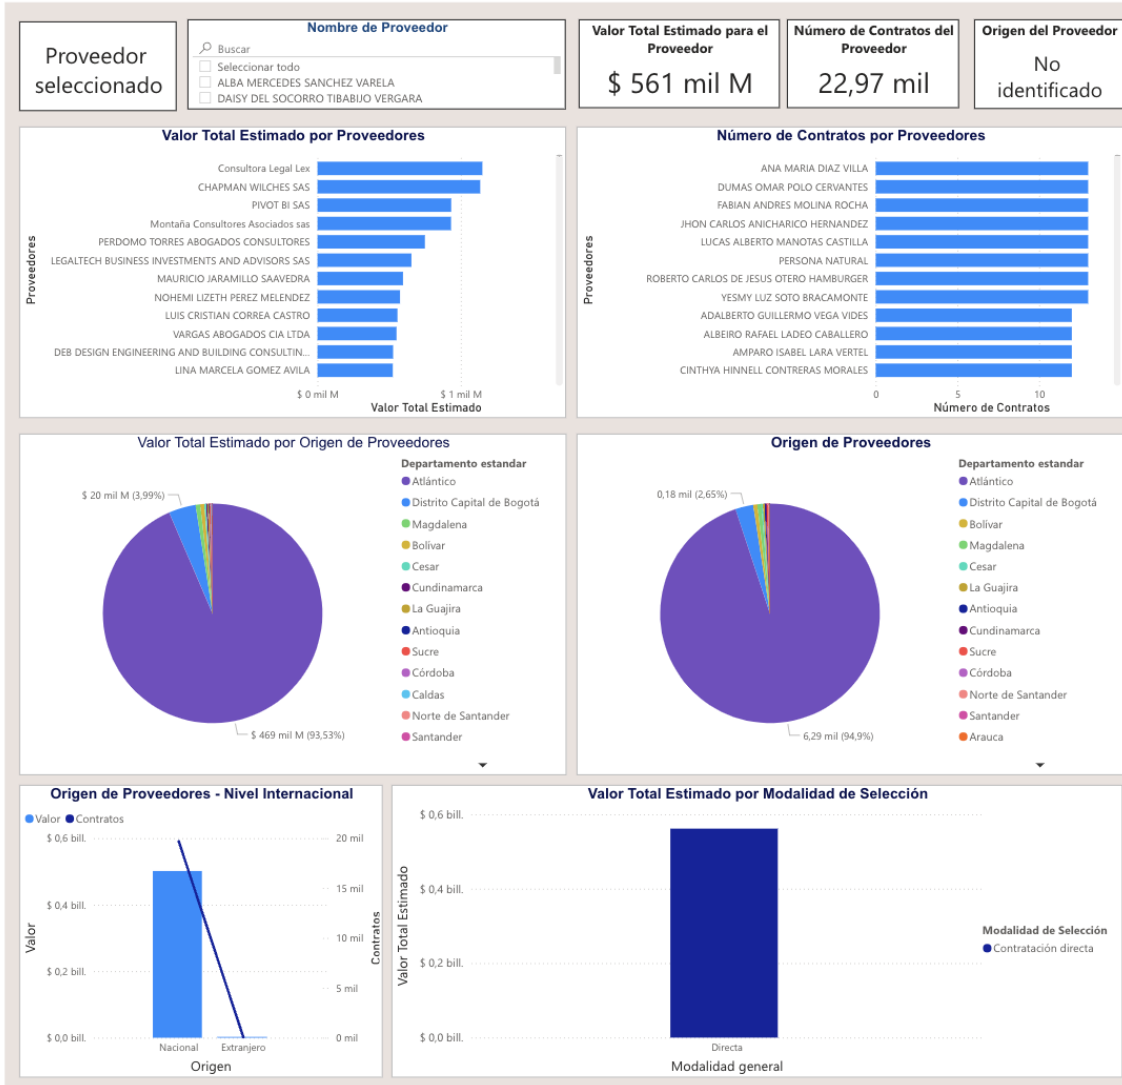 Proveedor
seleccionado
Nombre de Proveedor
Buscar
Seleccionar todo
ALBA MERCEDES SANCHEZ VARELA
DAISY DEL SOCORRO TIBABIJO VERGARA
Valor Total Estimado para el
Proveedor
$ 561 mil M
Número de Contratos del
Proveedor
22,97 mil
Origen del Proveedor
No
identificado
Valor Total Estimado por Proveedores
Proveedores
Consultora Legal Lex
CHAPMAN WILCHES SAS
PIVOT BI SAS
Montaña Consultores Asociados sas
PERDOMO TORRES ABOGADOS CONSULTORES
LEGALTECH BUSINESS INVESTMENTS AND ADVISORS SAS
MAURICIO JARAMILLO SAAVEDRA
NOHEMI LIZETH PEREZ MELENDEZ
LUIS CRISTIAN CORREA CASTRO
VARGAS ABOGADOS CIA LTDA
DEB DESIGN ENGINEERING AND BUILDING CONSULTIN...
LINA MARCELA GOMEZ AVILA
$ 0 mil M
$ 1 mil M
Valor Total Estimado
Número de Contratos por Proveedores
Proveedores
ANA MARIA DIAZ VILLA
DUMAS OMAR POLO CERVANTES
FABIAN ANDRES MOLINA ROCHA
JHON CARLOS ANICHARICO HERNANDEZ
LUCAS ALBERTO MANOTAS CASTILLA
PERSONA NATURAL
ROBERTO CARLOS DE JESUS OTERO HAMBURGER
YESMY LUZ SOTO BRACAMONTE
ADALBERTO GUILLERMO VEGA VIDES
ALBEIRO RAFAEL LADEO CABALLERO
AMPARO ISABEL LARA VERTEL
CINTHYA HINNELL CONTRERAS MORALES
0
5
10
Número de Contratos
Valor Total Estimado por Origen de Proveedores
$ 20 mil M (3,99%)
$ 469 mil M (93,53%)
Departamento estandar
Atlántico
Distrito Capital de Bogotá
Magdalena
Bolívar
Cesar
Cundinamarca
La Guajira
Antioquia
Sucre
Córdoba
Caldas
Norte de Santander
Santander
Origen de Proveedores
0,18 mil (2,65%)
6,29 mil (94,9%)
Departamento estandar
Atlántico
Distrito Capital de Bogotá
Bolívar
Magdalena
Cesar
La Guajira
Antioquia
Cundinamarca
Sucre
Córdoba
Norte de Santander
Santander
Arauca
Origen de Proveedores - Nivel Internacional
Valor
Contratos
$ 0,6 bill.
$ 0,4 bill.
$ 0,2 bill.
$ 0,0 bill.
Valor
20 mil
15 mil
10 mil
5 mil
0 mil
Contratos
Nacional
Extranjero
Origen
Valor Total Estimado por Modalidad de Selección
Valor Total Estimado
$ 0,6 bill.
$ 0,4 bill.
$ 0,2 bill.
$ 0,0 bill.
Directa
Modalidad general
Modalidad de Selección
Contratación directa